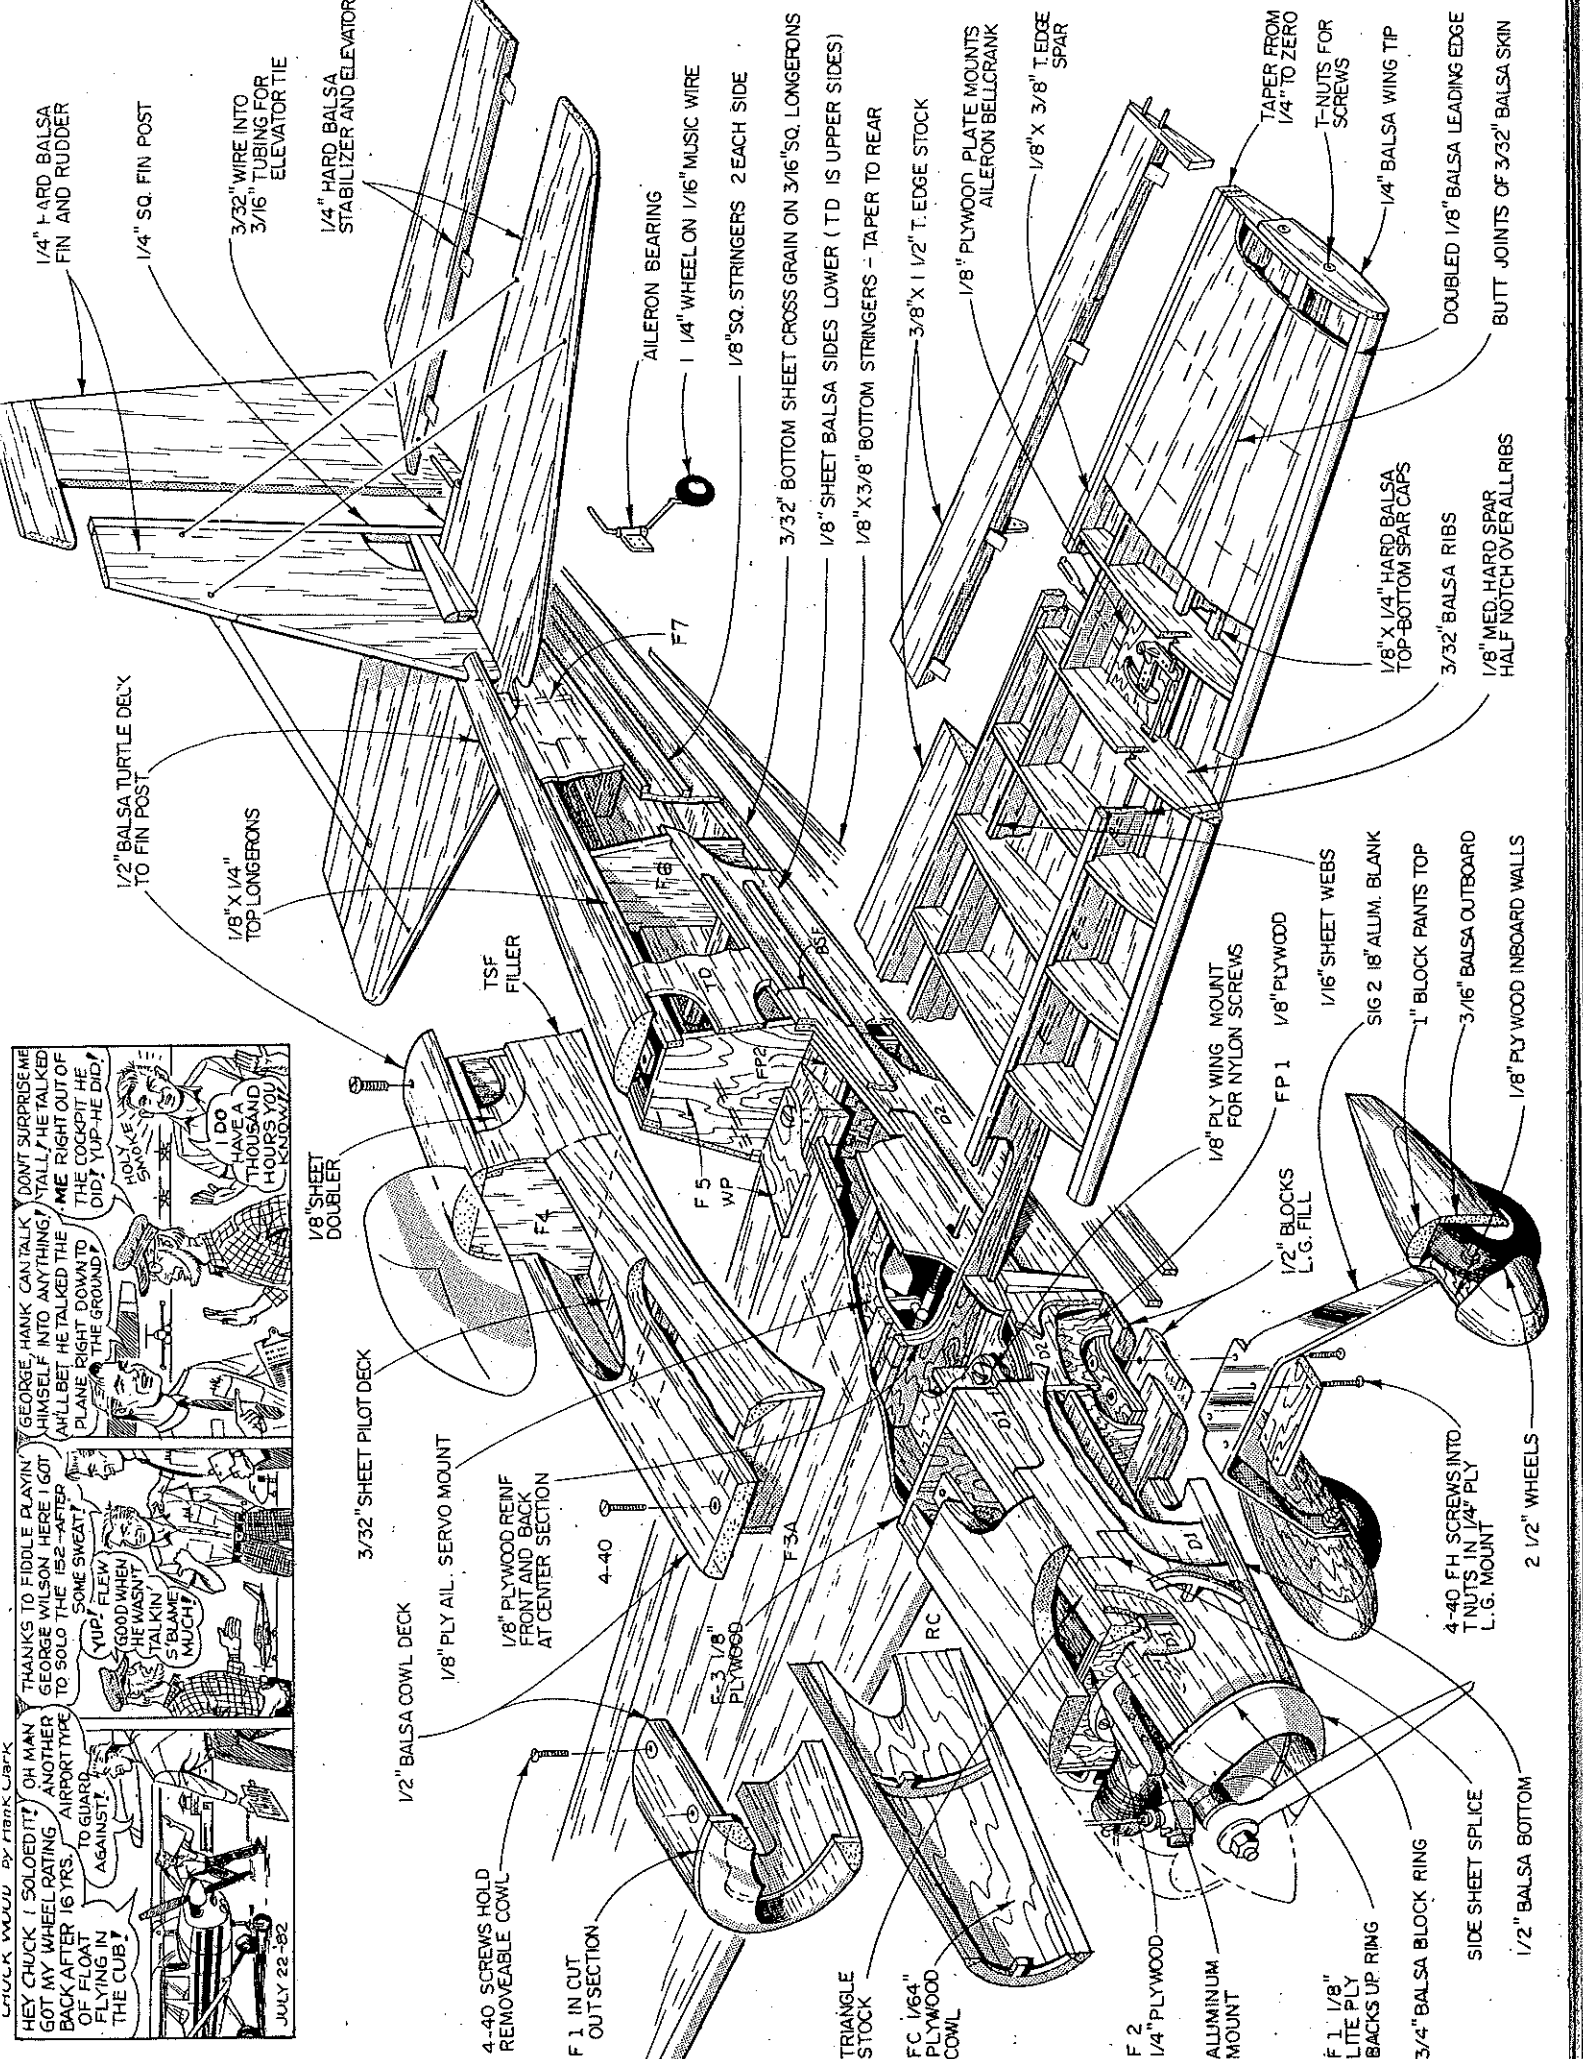 CHUCK WOOD by Hank Clark
HEY CHUCK I SOLOED IT!
GOT MY WHEEL RATING
BACK AFTER 16 YRS.
OF FLOAT
FLYING IN
THE CUB!
OH MAN
ANOTHER
AIRPORT TYPE
TO GUARD
AGAINST!
JULY 22-'82
THANKS TO FIDDLE PLAYIN'
GEORGE WILSON HERE I GOT
TO SOLO THE 152-AFTER
SOME SWEAT!
YUP! FLEW
GOOD WHEN
HE WASN'T
TALKIN'
S'BLAME
MUCH!
GEORGE, HANK CAN TALK
HIMSELF INTO ANYTHING!
AH'LL BET HE TALKED THE
PLANE RIGHT DOWN TO
THE GROUND!
DON'T SURPRISE ME
'TALL! HE TALKED
ME RIGHT OUT OF
THE COCKPIT HE
DID! YUP-HE DID!
HOLY
SMOKE!
I DO
HAVE A
THOUSAND
HOURS YOU
KNOW!
1/4" HARD BALSA
FIN AND RUDDER
1/4" SQ. FIN POST
3/32" WIRE INTO
3/16" TUBING FOR
ELEVATOR TIE
1/4" HARD BALSA
STABILIZER AND ELEVATOR
1/2" BALSA TURTLE DECK
TO FIN POST
1/8" X 1/4"
TOP LONGERONS
TSF
FILLER
1/8" SHEET
DOUBLER
3/32" SHEET PILOT DECK
1/8" PLY AIL. SERVO MOUNT
1/2" BALSA COWL DECK
1/8" PLYWOOD REINF
FRONT AND BACK
AT CENTER SECTION
4-40
4-40 SCREWS HOLD
REMOVEABLE COWL
F 1 IN CUT
OUT SECTION
F-3 1/8"
PLYWOOD
F3A
F4
F 5
WP
FP2
TD
F6
F7
BSF
D2
D2
D2
D1
D1
D1
RC
TRIANGLE
STOCK
FC 1/64"
PLYWOOD
COWL
F 2
1/4" PLYWOOD
ALUMINUM
MOUNT
F 1 1/8"
LITE PLY
BACKS UP RING
3/4" BALSA BLOCK RING
SIDE SHEET SPLICE
1/2" BALSA BOTTOM
AILERON BEARING
1 1/4" WHEEL ON 1/16" MUSIC WIRE
1/8" SQ. STRINGERS 2 EACH SIDE
3/32" BOTTOM SHEET CROSS GRAIN ON 3/16" SQ. LONGERONS
1/8" SHEET BALSA SIDES LOWER (TD IS UPPER SIDES)
1/8" X 3/8" BOTTOM STRINGERS - TAPER TO REAR
3/8" X 1 1/2" T. EDGE STOCK
1/8" PLYWOOD PLATE MOUNTS
AILERON BELLCRANK
1/8" X 3/8" T. EDGE
SPAR
TAPER FROM
1/4" TO ZERO
T-NUTS FOR
SCREWS
1/4" BALSA WING TIP
DOUBLED 1/8" BALSA LEADING EDGE
BUTT JOINTS OF 3/32" BALSA SKIN
1/8" X 1/4" HARD BALSA
TOP-BOTTOM SPAR CAPS
3/32" BALSA RIBS
1/8" MED. HARD SPAR
HALF NOTCH OVER ALL RIBS
1/16" SHEET WEBS
1/8" PLY WING MOUNT
FOR NYLON SCREWS
FP 1 1/8" PLYWOOD
1/2" BLOCKS
L.G. FILL
SIG 2 18" ALUM. BLANK
1" BLOCK PANTS TOP
3/16" BALSA OUTBOARD
1/8" PLYWOOD INBOARD WALLS
4-40 FH SCREWS INTO
T NUTS IN 1/4" PLY
L.G. MOUNT
2 1/2" WHEELS